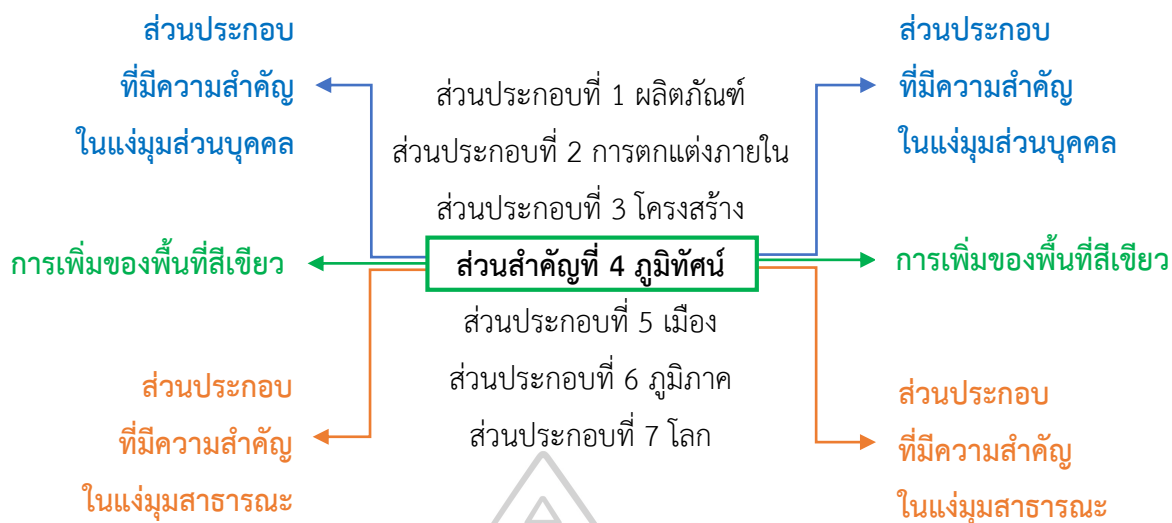 ส่วนประกอบ
ที่มีความสำคัญ
ในแง่มุมส่วนบุคคล
การเพิ่มของพื้นที่สีเขียว
ส่วนประกอบ
ที่มีความสำคัญ
ในแง่มุมสาธารณะ
ส่วนประกอบที่ 1 ผลิตภัณฑ์
ส่วนประกอบที่ 2 การตกแต่งภายใน
ส่วนประกอบที่ 3 โครงสร้าง
ส่วนสำคัญที่ 4 ภูมิทัศน์
ส่วนประกอบที่ 5 เมือง
ส่วนประกอบที่ 6 ภูมิภาค
ส่วนประกอบที่ 7 โลก
ส่วนประกอบ
ที่มีความสำคัญ
ในแง่มุมส่วนบุคคล
การเพิ่มของพื้นที่สีเขียว
ส่วนประกอบ
ที่มีความสำคัญ
ในแง่มุมสาธารณะ